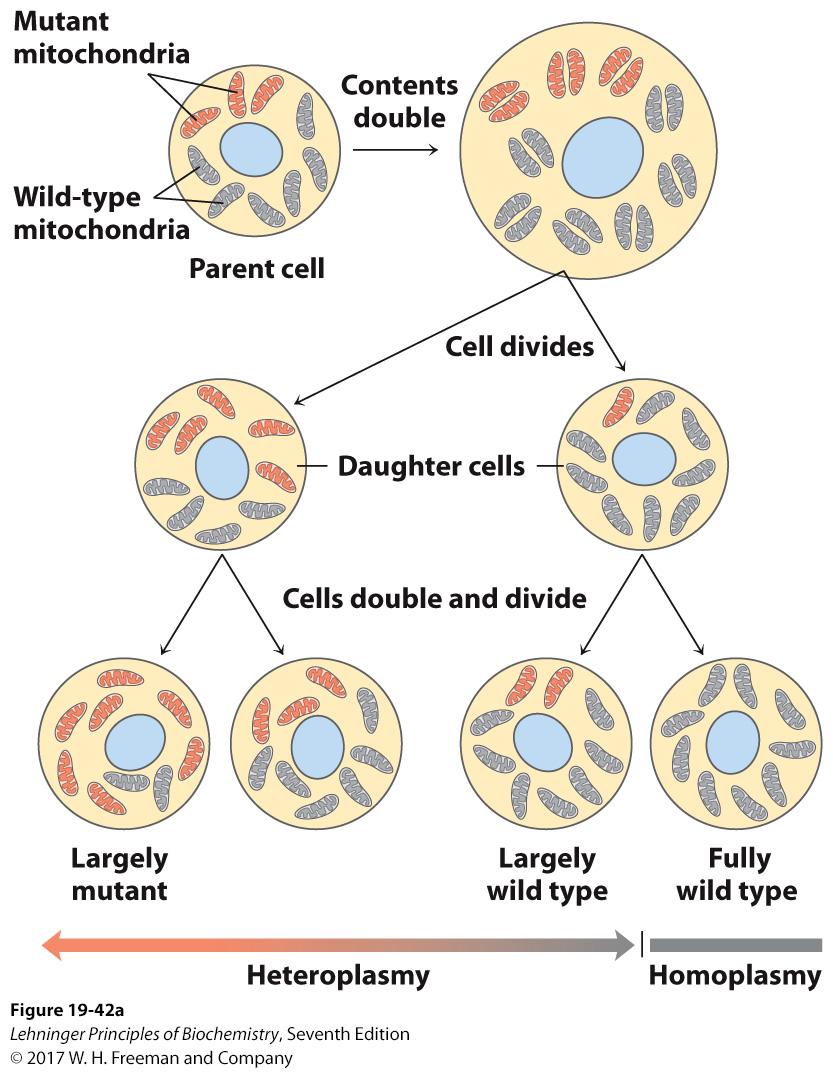 Mutant
mitochondria
Contents
double
Wild-type
mitochondria
Parent cell
Cell divides
Daughter cells
Cells double and divide
Largely
mutant
Largely
wild type
Fully
wild type
Heteroplasmy
Homoplasmy
Figure 19-42a
Lehninger Principles of Biochemistry, Seventh Edition
© 2017 W. H. Freeman and Company